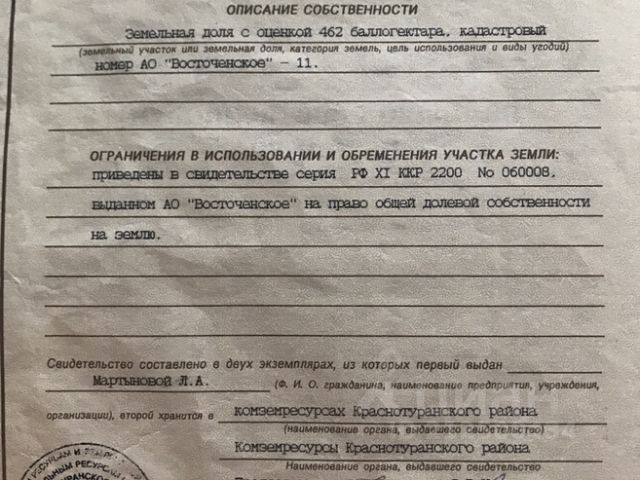 ОПИСАНИЕ СОБСТВЕННОСТИ
Земельная доля с оценкой 462 баллогектара, кадастровый
(земельный участок или земельная доля, категория земель, цель использования и виды угодий)
номер АО "Восточенское" - 11.
ОГРАНИЧЕНИЯ В ИСПОЛЬЗОВАНИИ И ОБРЕМЕНЕНИЯ УЧАСТКА ЗЕМЛИ:
приведены в свидетельстве серия РФ XI ККР 2200 No 060008,
выданном АО "Восточенское" на право общей долевой собственности
на землю.
Свидетельство составлено в двух экземплярах, из которых первый выдан
Мартыновой Л.А. (Ф. И. О. гражданина, наименование предприятия, учреждения,
организации), второй хранится в комземресурсах Краснотуранского района
(наименование органа, выдавшего свидетельство)
Комземресурсы Краснотуранского района
Наименование органа, выдавшего свидетельство